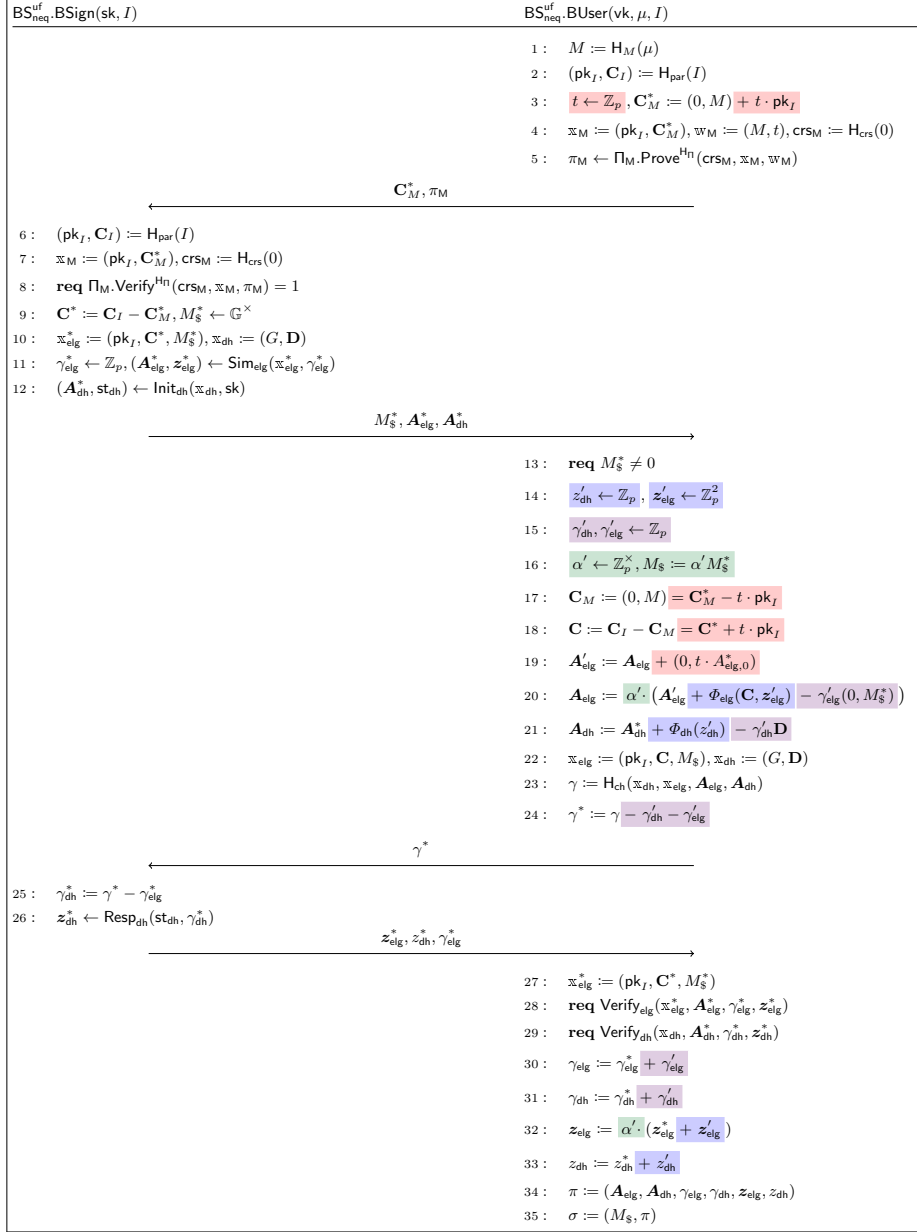 BS^uf_neq.BSign(sk, I)
BS^uf_neq.BUser(vk, μ, I)
1 : M := H_M(μ)
2 : (pk_I, C_I) := H_par(I)
3 : t ← ℤ_p, C*_M := (0, M) + t · pk_I
4 : 𝕩_M := (pk_I, C*_M), 𝕨_M := (M, t), crs_M := H_crs(0)
5 : π_M ← Π_M.Prove^{H_Π}(crs_M, 𝕩_M, 𝕨_M)
C*_M, π_M
6 : (pk_I, C_I) := H_par(I)
7 : 𝕩_M := (pk_I, C*_M), crs_M := H_crs(0)
8 : req Π_M.Verify^{H_Π}(crs_M, 𝕩_M, π_M) = 1
9 : C* := C_I − C*_M, M*_$ ← 𝔾^×
10 : 𝕩*_elg := (pk_I, C*, M*_$), 𝕩_dh := (G, D)
11 : γ*_elg ← ℤ_p, (A*_elg, z*_elg) ← Sim_elg(𝕩*_elg, γ*_elg)
12 : (A*_dh, st_dh) ← Init_dh(𝕩_dh, sk)
M*_$, A*_elg, A*_dh
13 : req M*_$ ≠ 0
14 : z′_dh ← ℤ_p, z′_elg ← ℤ²_p
15 : γ′_dh, γ′_elg ← ℤ_p
16 : α′ ← ℤ^×_p, M_$ := α′M*_$
17 : C_M := (0, M) = C*_M − t · pk_I
18 : C := C_I − C_M = C* + t · pk_I
19 : A′_elg := A_elg + (0, t · A*_{elg,0})
20 : A_elg := α′· (A′_elg + Φ_elg(C, z′_elg) − γ′_elg(0, M*_$))
21 : A_dh := A*_dh + Φ_dh(z′_dh) − γ′_dh D
22 : 𝕩_elg := (pk_I, C, M_$), 𝕩_dh := (G, D)
23 : γ := H_ch(𝕩_dh, 𝕩_elg, A_elg, A_dh)
24 : γ* := γ − γ′_dh − γ′_elg
γ*
25 : γ*_dh := γ* − γ*_elg
26 : z*_dh ← Resp_dh(st_dh, γ*_dh)
z*_elg, z*_dh, γ*_elg
27 : 𝕩*_elg := (pk_I, C*, M*_$)
28 : req Verify_elg(𝕩*_elg, A*_elg, γ*_elg, z*_elg)
29 : req Verify_dh(𝕩_dh, A*_dh, γ*_dh, z*_dh)
30 : γ_elg := γ*_elg + γ′_elg
31 : γ_dh := γ*_dh + γ′_dh
32 : z_elg := α′· (z*_elg + z′_elg)
33 : z_dh := z*_dh + z′_dh
34 : π := (A_elg, A_dh, γ_elg, γ_dh, z_elg, z_dh)
35 : σ := (M_$, π)